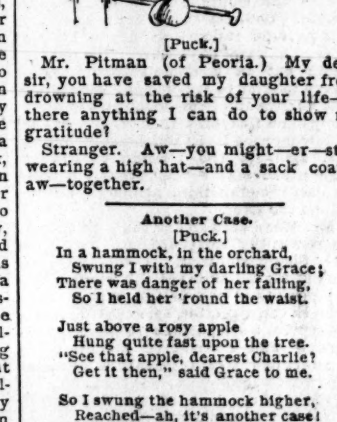 [Puck.]
Mr. Pitman (of Peoria.) My
sir, you have saved my daughter
drowning at the risk of your life—
there anything I can do to show
gratitude?
Stranger. Aw—you might—er—
wearing a high hat—and a sack
aw—together.
Another Case.
[Puck.]
In a hammock, in the orchard,
Swung I with my darling Grace;
There was danger of her falling,
So I held her 'round the waist.
Just above a rosy apple
Hung quite fast upon the tree.
"See that apple, dearest Charlie?
Get it then," said Grace to me.
So I swung the hammock higher,
Reached—ah, it's another case!